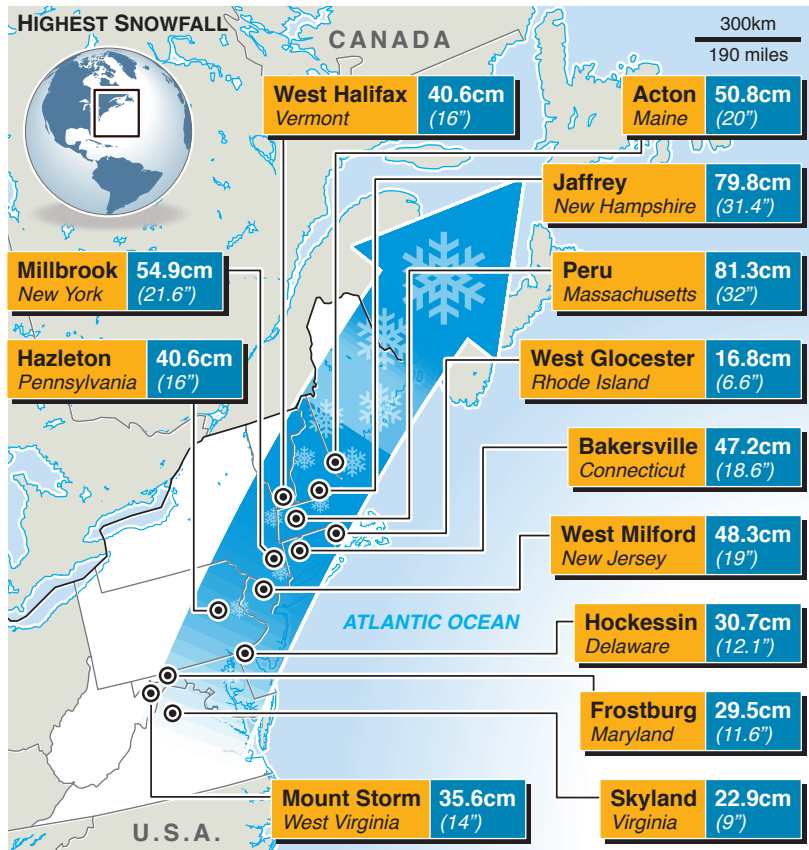 HIGHEST SNOWFALL
CANADA
300km
190 miles
West Halifax
Vermont
40.6cm
(16”)
Acton
Maine
50.8cm
(20”)
Jaffrey
New Hampshire
79.8cm
(31.4”)
Millbrook
New York
54.9cm
(21.6”)
Peru
Massachusetts
81.3cm
(32”)
Hazleton
Pennsylvania
40.6cm
(16”)
West Glocester
Rhode Island
16.8cm
(6.6”)
Bakersville
Connecticut
47.2cm
(18.6”)
West Milford
New Jersey
48.3cm
(19”)
ATLANTIC OCEAN
Hockessin
Delaware
30.7cm
(12.1”)
Frostburg
Maryland
29.5cm
(11.6”)
Mount Storm
West Virginia
35.6cm
(14”)
Skyland
Virginia
22.9cm
(9”)
U.S.A.